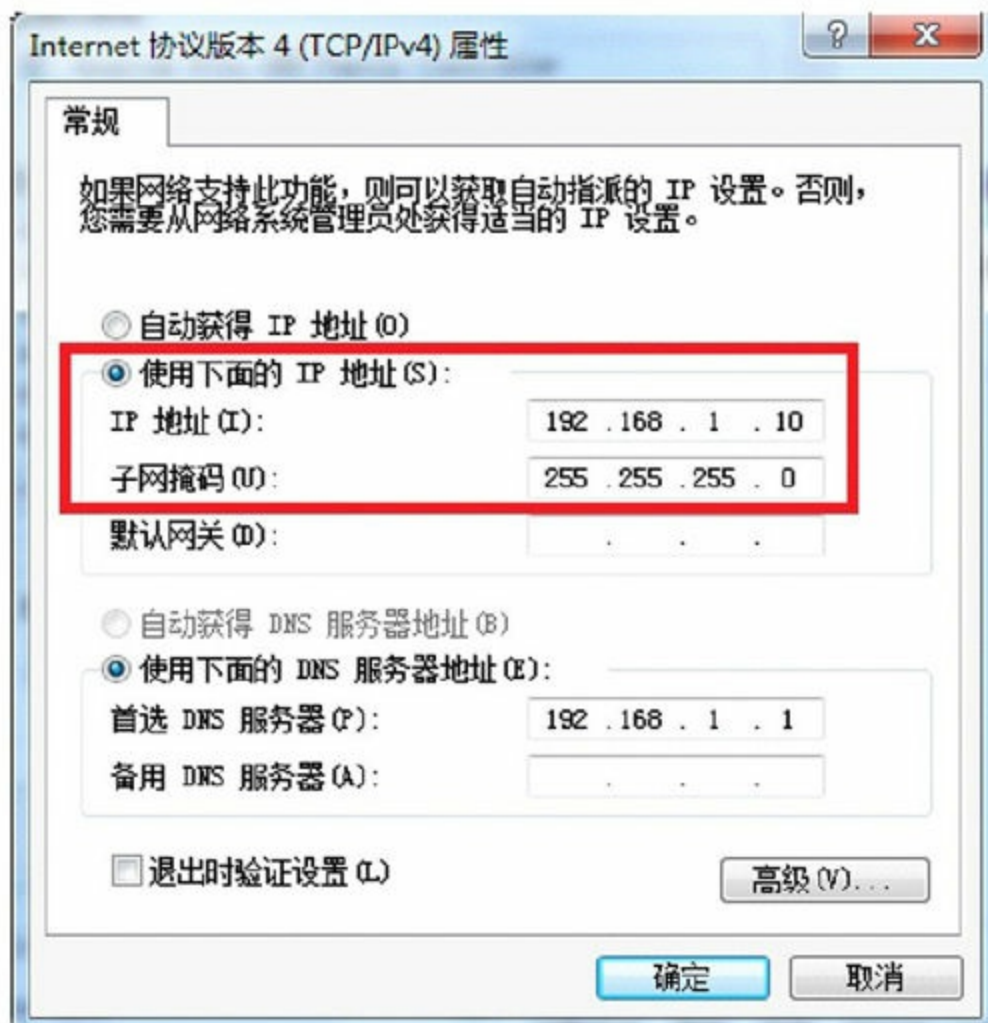 Internet 协议版本 4 (TCP/IPv4) 属性
常规
如果网络支持此功能，则可以获取自动指派的 IP 设置。否则，
您需要从网络系统管理员处获得适当的 IP 设置。
自动获得 IP 地址(O)
使用下面的 IP 地址(S):
IP 地址(I): 192 .168 . 1 . 10
子网掩码(U): 255 .255 .255 . 0
默认网关(D): . . .
自动获得 DNS 服务器地址(B)
使用下面的 DNS 服务器地址(E):
首选 DNS 服务器(P): 192 .168 . 1 . 1
备用 DNS 服务器(A): . . .
退出时验证设置(L)
高级(V)...
确定 取消